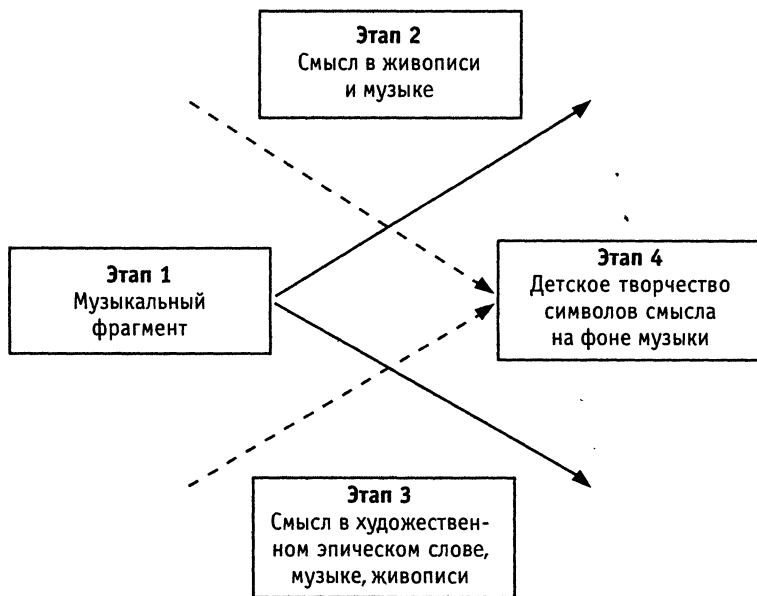 Этап 2
Смысл в живописи
и музыке
Этап 1
Музыкальный
фрагмент
Этап 4
Детское творчество
символов смысла
на фоне музыки
Этап 3
Смысл в художествен-
ном эпическом слове,
музыке, живописи